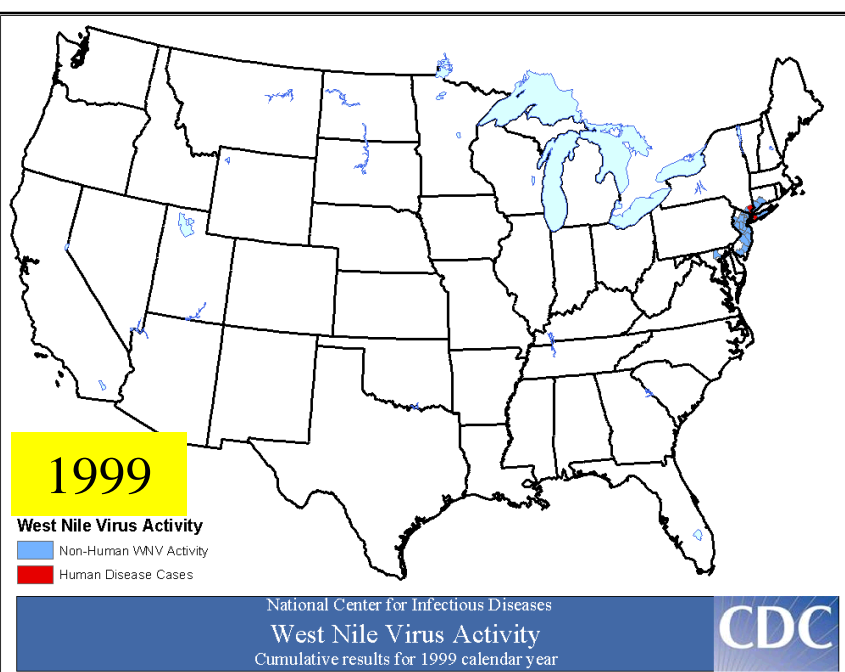 1999
West Nile Virus Activity
Non-Human WNV Activity
Human Disease Cases
National Center for Infectious Diseases
West Nile Virus Activity
Cumulative results for 1999 calendar year
CDC